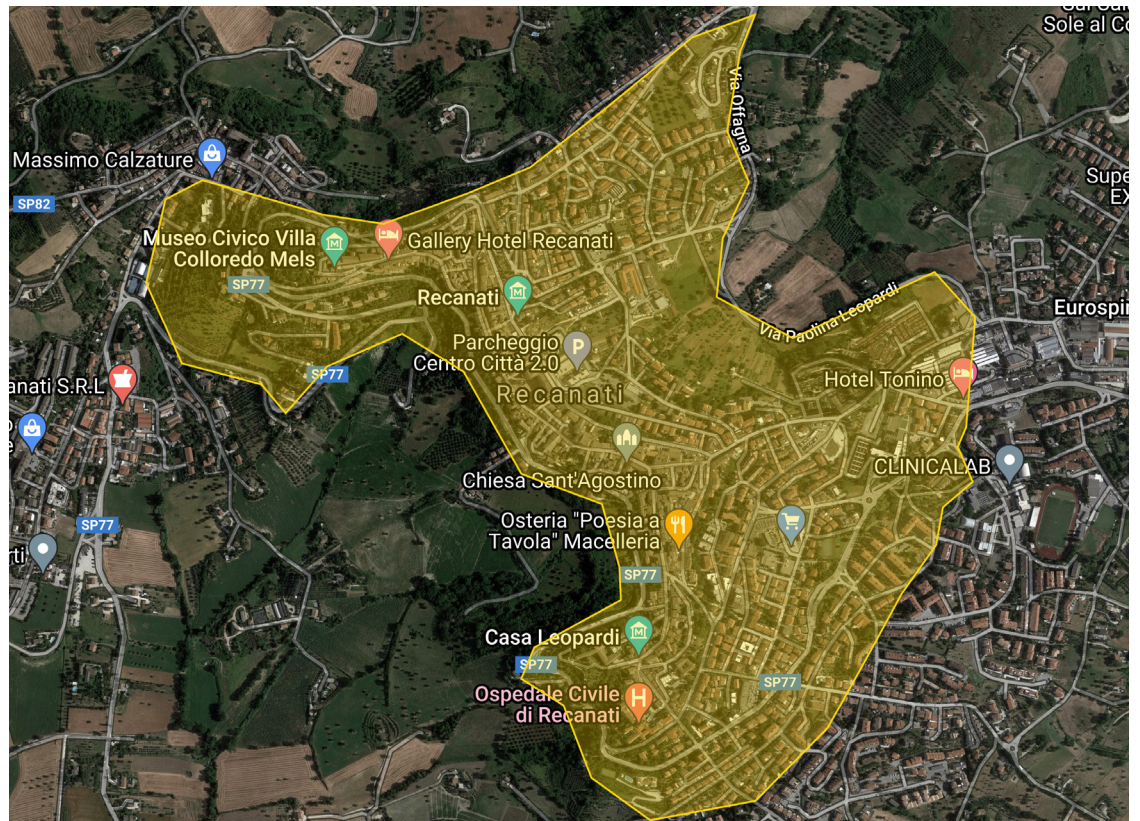 Sole al Co
Via Offagna
Massimo Calzature
SP82
Supe
EX
Museo Civico Villa
Colloredo Mels
Gallery Hotel Recanati
SP77
Recanati
Via Paolina Leopardi
Eurospin
Parcheggio
Centro Città 2.0
P
SP77
Hotel Tonino
anati S.R.L
Recanati
CLINICALAB
Chiesa Sant'Agostino
Osteria "Poesia a
Tavola" Macelleria
SP77
rti
SP77
Casa Leopardi
SP77
SP77
Ospedale Civile
di Recanati
H